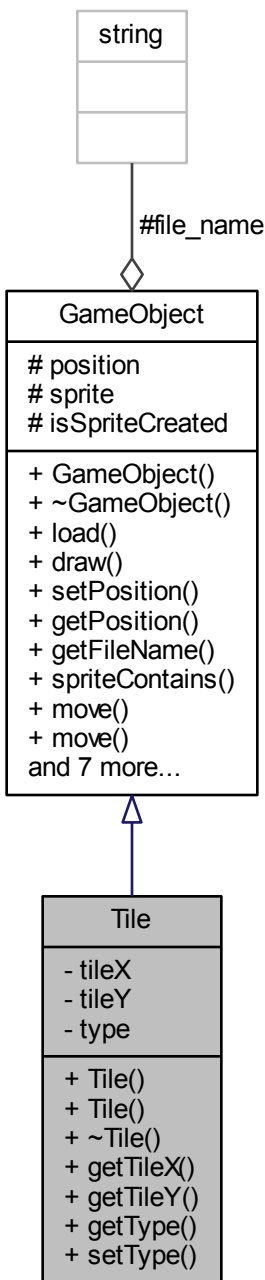 string
#file_name
GameObject
# position
# sprite
# isSpriteCreated
+ GameObject()
+ ~GameObject()
+ load()
+ draw()
+ setPosition()
+ getPosition()
+ getFileName()
+ spriteContains()
+ move()
+ move()
and 7 more...
Tile
- tileX
- tileY
- type
+ Tile()
+ Tile()
+ ~Tile()
+ getTileX()
+ getTileY()
+ getType()
+ setType()